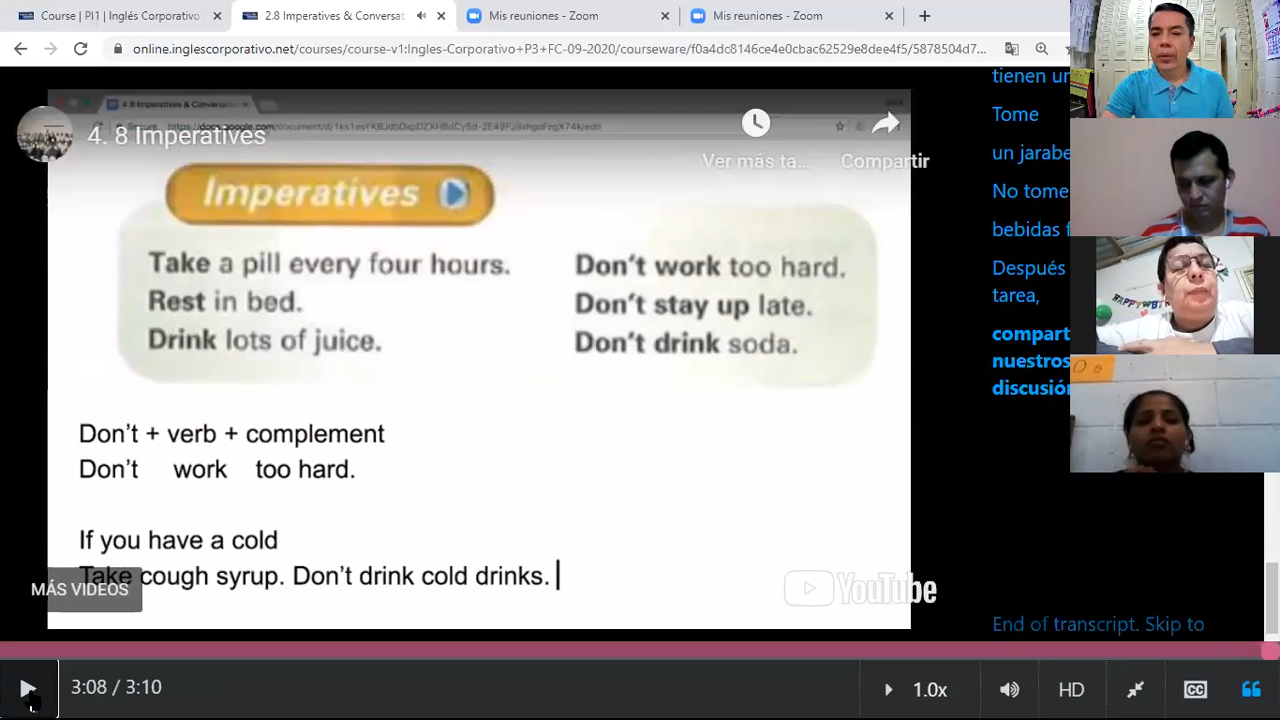 Course | Pi1 | Inglés Corporativo
2.8 Imperatives & Conversat
Mis reuniones - Zoom
Mis reuniones - Zoom
online.inglescorporativo.net/courses/course-v1:Ingles-Corporativo+P3+FC-09-2020/courseware/f0a4dc8146ce4e0cbac62529e8dee4f5/5878504d7...
4.8 Imperatives & Conversa
4. 8 Imperatives
Ver más ta...
Compartir
Imperatives
Take a pill every four hours.
Rest in bed.
Drink lots of juice.
Don't work too hard.
Don't stay up late.
Don't drink soda.
Don't + verb + complement
Don't work too hard.
If you have a cold
Take cough syrup. Don't drink cold drinks.
MÁS VIDEOS
YouTube
tienen un
Tome
un jarabe
No tome
bebidas f
Después
tarea,
compart
nuestros
discusión
End of transcript. Skip to
3:08 / 3:10
1.0x
HD
CC